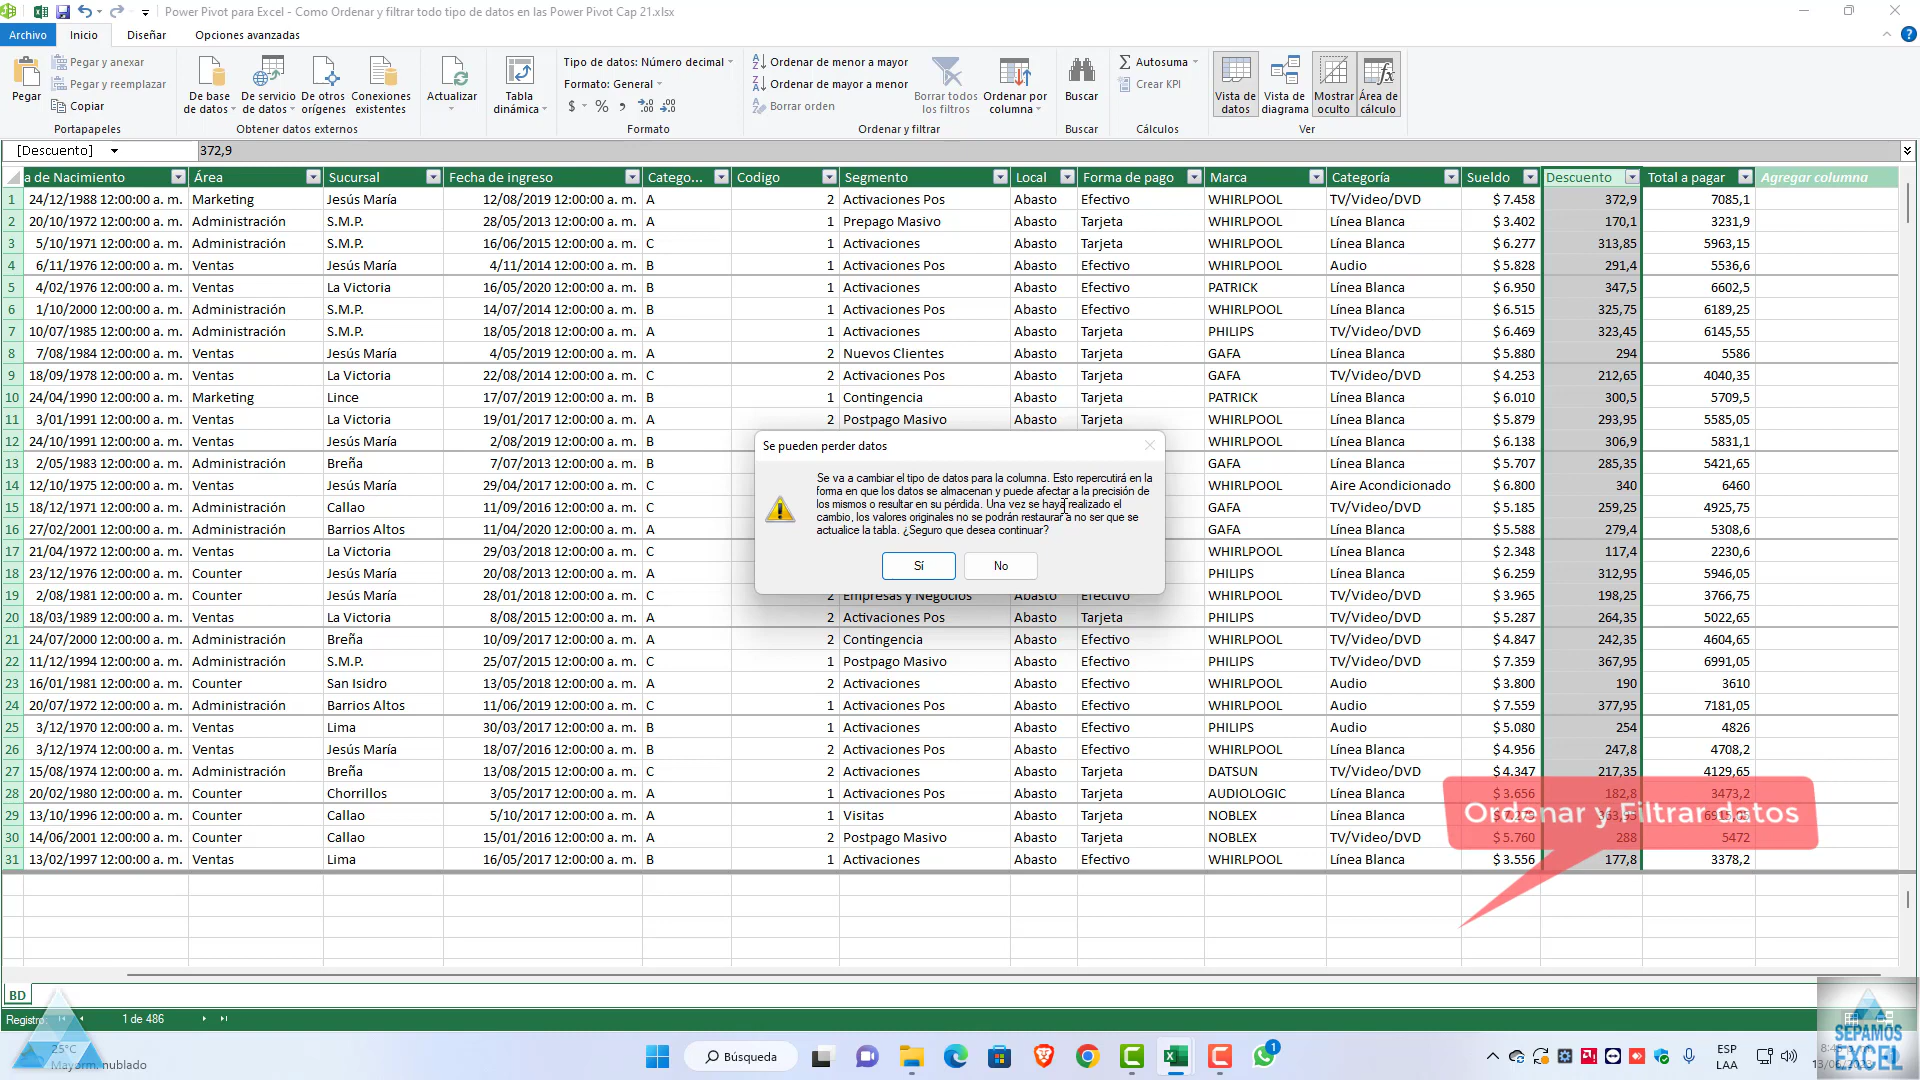 Power Pivot para Excel - Como Ordenar y filtrar todo tipo de datos en las Power Pivot Cap 21.xlsx
Archivo Inicio Diseñar Opciones avanzadas
Pegar
Pegar y anexar
Pegar y reemplazar
Copiar
Portapapeles
De base de datos
De servicio de datos
De otros orígenes
Conexiones existentes
Obtener datos externos
Actualizar
Tabla dinámica
Tipo de datos: Número decimal
Formato: General
$ % ,
Formato
Ordenar de menor a mayor
Ordenar de mayor a menor
Borrar orden
Borrar todos los filtros
Ordenar por columna
Ordenar y filtrar
Buscar
Buscar
Autosuma
Crear KPI
Cálculos
Vista de datos
Vista de diagrama
Mostrar oculto
Área de cálculo
Ver
[Descuento] 372,9
a de Nacimiento Área Sucursal Fecha de ingreso Catego... Codigo Segmento Local Forma de pago Marca Categoría Sueldo Descuento Total a pagar Agregar columna
1 24/12/1988 12:00:00 a. m. Marketing Jesús María 12/08/2019 12:00:00 a. m. A 2 Activaciones Pos Abasto Efectivo WHIRLPOOL TV/Video/DVD $ 7.458 372,9 7085,1
2 20/10/1972 12:00:00 a. m. Administración S.M.P. 28/05/2013 12:00:00 a. m. A 1 Prepago Masivo Abasto Tarjeta WHIRLPOOL Línea Blanca $ 3.402 170,1 3231,9
3 5/10/1971 12:00:00 a. m. Administración S.M.P. 16/06/2015 12:00:00 a. m. C 1 Activaciones Abasto Tarjeta WHIRLPOOL Línea Blanca $ 6.277 313,85 5963,15
4 6/11/1976 12:00:00 a. m. Ventas Jesús María 4/11/2014 12:00:00 a. m. B 1 Activaciones Pos Abasto Efectivo WHIRLPOOL Audio $ 5.828 291,4 5536,6
5 4/02/1976 12:00:00 a. m. Ventas La Victoria 16/05/2020 12:00:00 a. m. B 1 Activaciones Abasto Efectivo PATRICK Línea Blanca $ 6.950 347,5 6602,5
6 1/10/2000 12:00:00 a. m. Administración S.M.P. 14/07/2014 12:00:00 a. m. B 1 Activaciones Pos Abasto Efectivo WHIRLPOOL Línea Blanca $ 6.515 325,75 6189,25
7 10/07/1985 12:00:00 a. m. Administración S.M.P. 18/05/2018 12:00:00 a. m. A 1 Activaciones Abasto Tarjeta PHILIPS TV/Video/DVD $ 6.469 323,45 6145,55
8 7/08/1984 12:00:00 a. m. Ventas Jesús María 4/05/2019 12:00:00 a. m. A 2 Nuevos Clientes Abasto Tarjeta GAFA Línea Blanca $ 5.880 294 5586
9 18/09/1978 12:00:00 a. m. Ventas La Victoria 22/08/2014 12:00:00 a. m. C 2 Activaciones Pos Abasto Tarjeta GAFA TV/Video/DVD $ 4.253 212,65 4040,35
10 24/04/1990 12:00:00 a. m. Marketing Lince 17/07/2019 12:00:00 a. m. B 1 Contingencia Abasto Tarjeta PATRICK Línea Blanca $ 6.010 300,5 5709,5
11 3/01/1991 12:00:00 a. m. Ventas La Victoria 19/01/2017 12:00:00 a. m. A 2 Postpago Masivo Abasto Tarjeta WHIRLPOOL Línea Blanca $ 5.879 293,95 5585,05
12 24/10/1991 12:00:00 a. m. Ventas Jesús María 2/08/2019 12:00:00 a. m. B WHIRLPOOL Línea Blanca $ 6.138 306,9 5831,1
13 2/05/1983 12:00:00 a. m. Administración Breña 7/07/2013 12:00:00 a. m. B GAFA Línea Blanca $ 5.707 285,35 5421,65
14 12/10/1975 12:00:00 a. m. Ventas Jesús María 29/04/2017 12:00:00 a. m. C WHIRLPOOL Aire Acondicionado $ 6.800 340 6460
15 18/12/1971 12:00:00 a. m. Administración Callao 11/09/2016 12:00:00 a. m. C GAFA TV/Video/DVD $ 5.185 259,25 4925,75
16 27/02/2001 12:00:00 a. m. Administración Barrios Altos 11/04/2020 12:00:00 a. m. C GAFA TV/Video/DVD $ 5.588 279,4 5308,6
17 21/04/1972 12:00:00 a. m. Ventas La Victoria 29/03/2018 12:00:00 a. m. C WHIRLPOOL Línea Blanca $ 2.348 117,4 2230,6
18 23/12/1976 12:00:00 a. m. Counter Jesús María 20/08/2013 12:00:00 a. m. A PHILIPS Línea Blanca $ 6.259 312,95 5946,05
19 2/08/1981 12:00:00 a. m. Counter Jesús María 28/01/2018 12:00:00 a. m. C 2 Empresas y Negocios Abasto Efectivo WHIRLPOOL TV/Video/DVD $ 3.965 198,25 3766,75
20 18/03/1989 12:00:00 a. m. Ventas La Victoria 8/08/2015 12:00:00 a. m. A 2 Activaciones Pos Abasto Tarjeta PHILIPS TV/Video/DVD $ 5.287 264,35 5022,65
21 24/07/2000 12:00:00 a. m. Administración Breña 10/09/2017 12:00:00 a. m. A 2 Contingencia Abasto Efectivo WHIRLPOOL TV/Video/DVD $ 4.847 242,35 4604,65
22 11/12/1994 12:00:00 a. m. Administración S.M.P. 25/07/2015 12:00:00 a. m. C 1 Postpago Masivo Abasto Efectivo PHILIPS TV/Video/DVD $ 7.359 367,95 6991,05
23 16/01/1981 12:00:00 a. m. Counter San Isidro 13/05/2018 12:00:00 a. m. C 2 Activaciones Abasto Efectivo WHIRLPOOL Audio $ 3.800 190 3610
24 20/07/1972 12:00:00 a. m. Administración Barrios Altos 11/06/2019 12:00:00 a. m. C 1 Activaciones Pos Abasto Efectivo WHIRLPOOL Audio $ 7.559 377,95 7181,05
25 3/12/1970 12:00:00 a. m. Ventas Lima 30/03/2017 12:00:00 a. m. B 1 Activaciones Abasto Efectivo PHILIPS Audio $ 5.080 254 4826
26 3/12/1974 12:00:00 a. m. Ventas Jesús María 18/07/2016 12:00:00 a. m. B 2 Activaciones Pos Abasto Efectivo WHIRLPOOL Línea Blanca $ 4.956 247,8 4708,2
27 15/08/1974 12:00:00 a. m. Administración Breña 13/08/2015 12:00:00 a. m. C 2 Activaciones Abasto Tarjeta DATSUN TV/Video/DVD $ 4.347 217,35 4129,65
28 20/02/1980 12:00:00 a. m. Counter Chorrillos 3/05/2017 12:00:00 a. m. A 2 Activaciones Pos Abasto Tarjeta AUDIOLOGIC Línea Blanca $ 3.656 182,8 3473,2
29 13/10/1996 12:00:00 a. m. Counter Callao 5/10/2017 12:00:00 a. m. A 1 Visitas Abasto Tarjeta NOBLEX Línea Blanca
30 14/06/2001 12:00:00 a. m. Counter Callao 15/01/2016 12:00:00 a. m. A 2 Postpago Masivo Abasto Tarjeta NOBLEX TV/Video/DVD $ 5.760 288 5472
31 13/02/1997 12:00:00 a. m. Ventas Lima 16/05/2017 12:00:00 a. m. B 1 Activaciones Abasto Efectivo WHIRLPOOL Línea Blanca $ 3.556 177,8 3378,2
Se pueden perder datos
Se va a cambiar el tipo de datos para la columna. Esto repercutirá en la
forma en que los datos se almacenan y puede afectar a la precisión de
los mismos o resultar en su pérdida. Una vez se haya realizado el
cambio, los valores originales no se podrán restaurar a no ser que se
actualice la tabla. ¿Seguro que desea continuar?
Sí No
Ordenar y Filtrar datos
BD
Registro: 1 de 486
25°C
Mayorm. nublado
Búsqueda
1
ESP
LAA
SEPAMOS
EXCEL